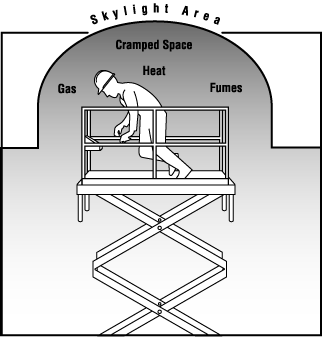 Skylight Area
Cramped Space
Heat
Gas
Fumes